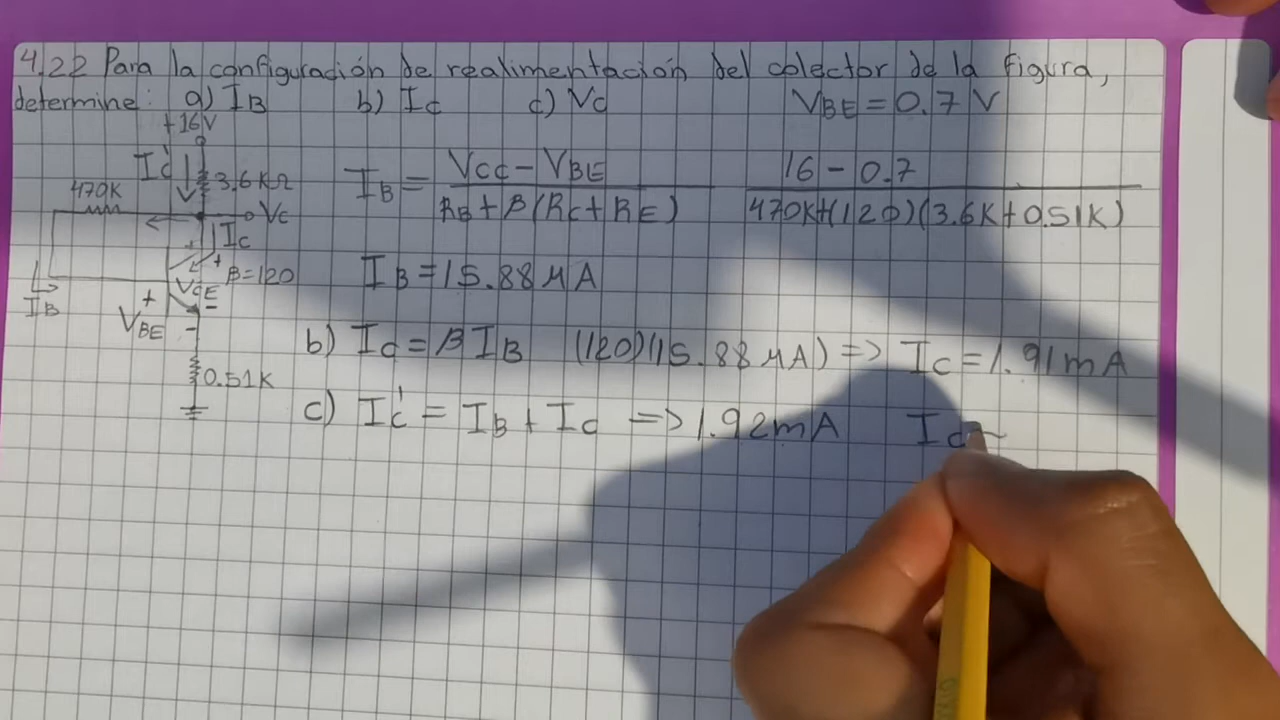 4.22 Para la configuración de realimentación del colector de la figura,
determine: a) IB b) Ic c) Vc VBE = 0.7 V
+16V
Ic' 3.6 kΩ
470K
Vc
Ic
β=120
VCE
+
-
IB
+
VBE
-
0.51K
IB = VCC - VBE / RB + β(RC + RE) 16 - 0.7 / 470K+(120)(3.6K+0.51K)
IB = 15.88 μA
b) Ic = β IB (120)(15.88 μA) => Ic = 1.91 mA
c) Ic' = IB + Ic => 1.92 mA Ic ~